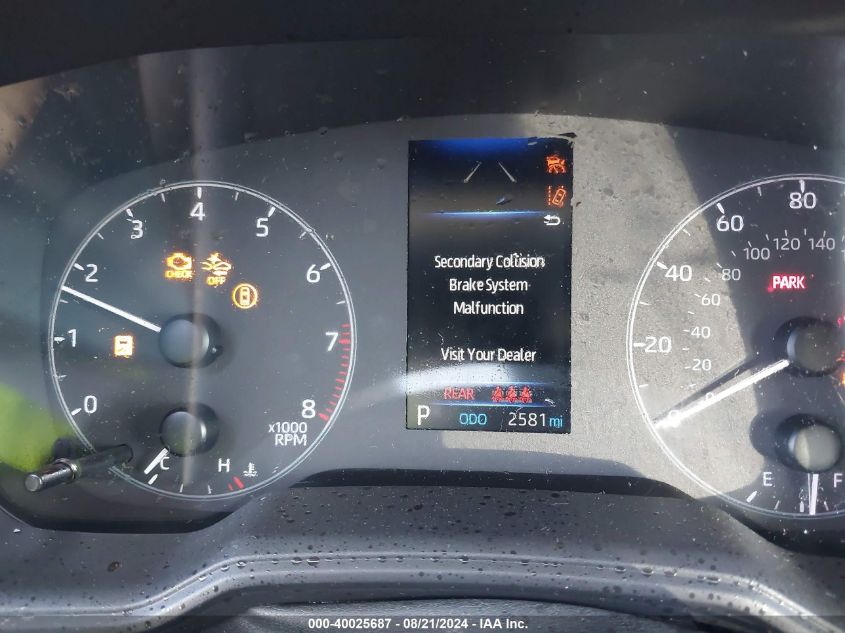 4
3 5
2 6
1 7
0 8
x1000
RPM
C H
CHECK
OFF
Secondary Collision
Brake System
Malfunction
Visit Your Dealer
REAR
P ODO 2581 mi
80
60
40
20
0
100 120 140
80
60
40
20
0
PARK
E F
000-40025687 - 08/21/2024 - IAA Inc.